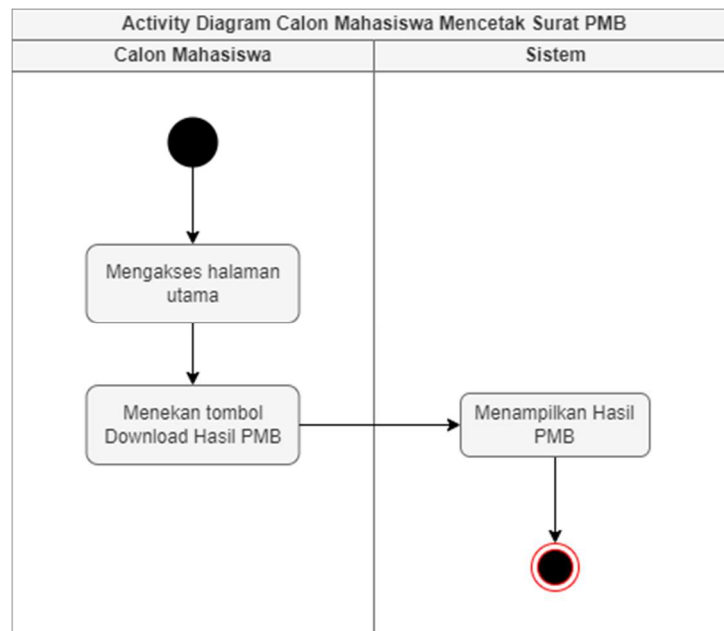 Activity Diagram Calon Mahasiswa Mencetak Surat PMB
Calon Mahasiswa
Sistem
Mengakses halaman
utama
Menekan tombol
Download Hasil PMB
Menampilkan Hasil
PMB